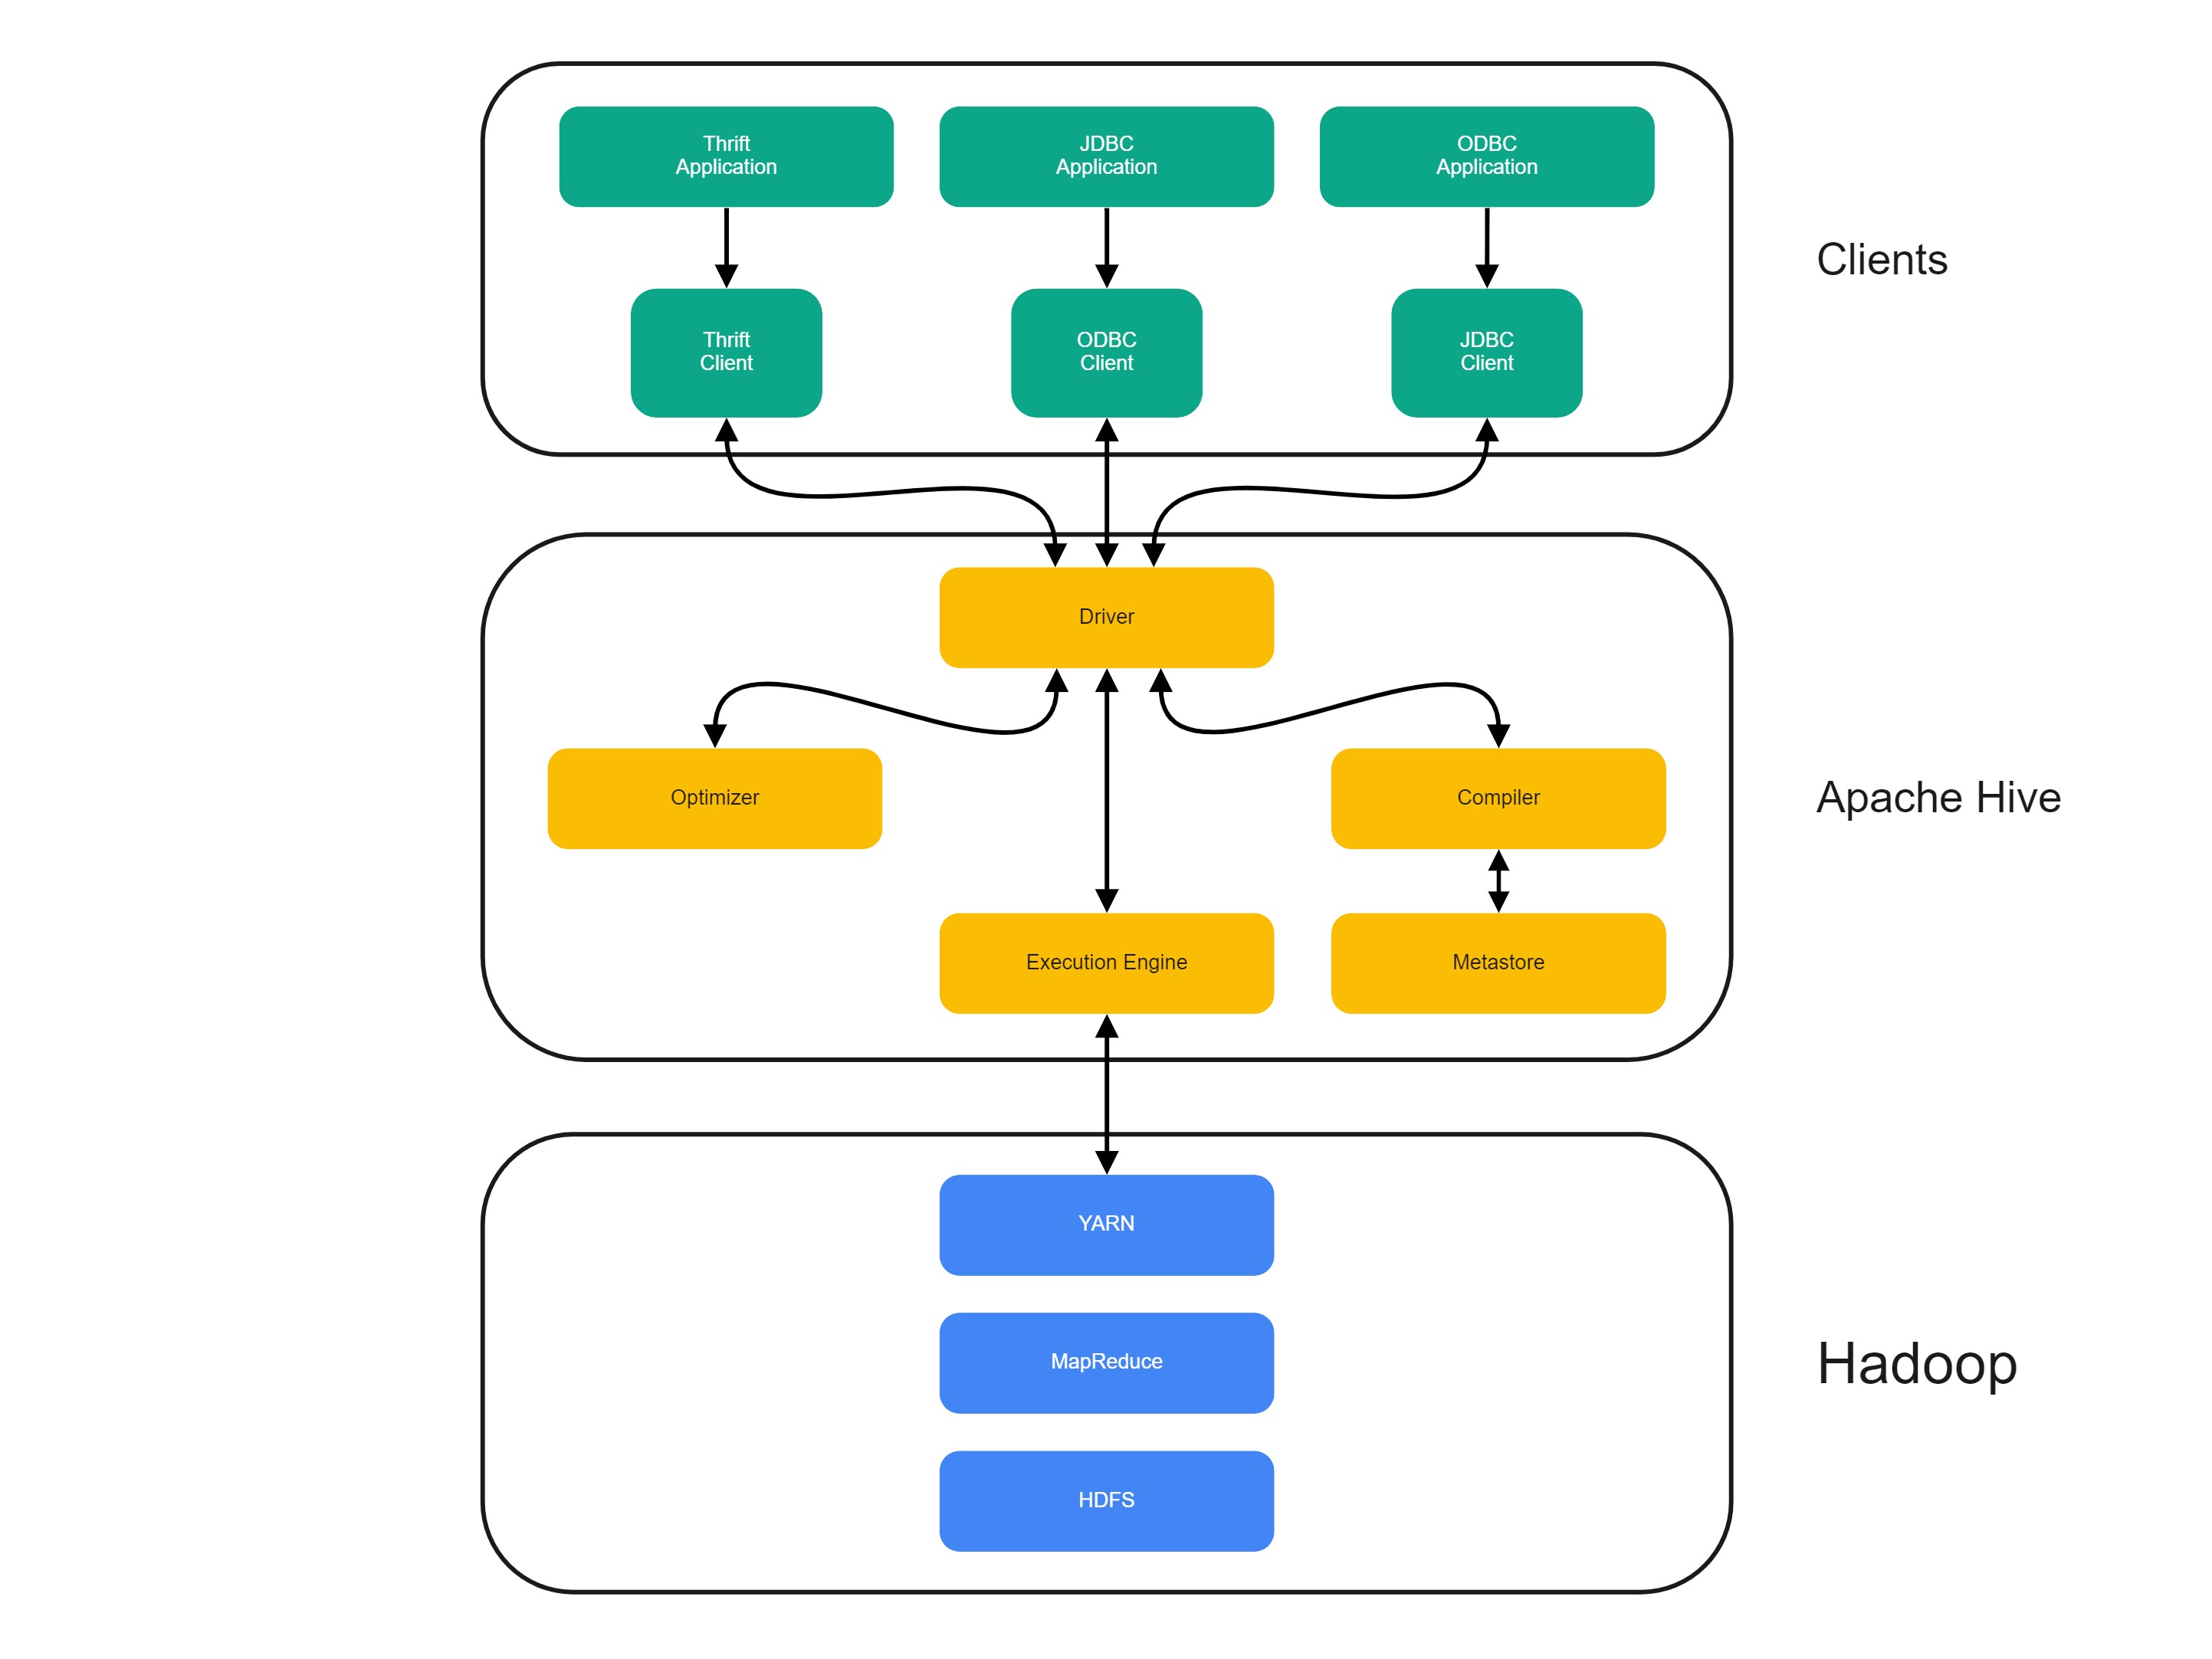 Thrift
Application
JDBC
Application
ODBC
Application
Clients
Thrift
Client
ODBC
Client
JDBC
Client
Driver
Optimizer
Compiler
Apache Hive
Execution Engine
Metastore
YARN
MapReduce
Hadoop
HDFS